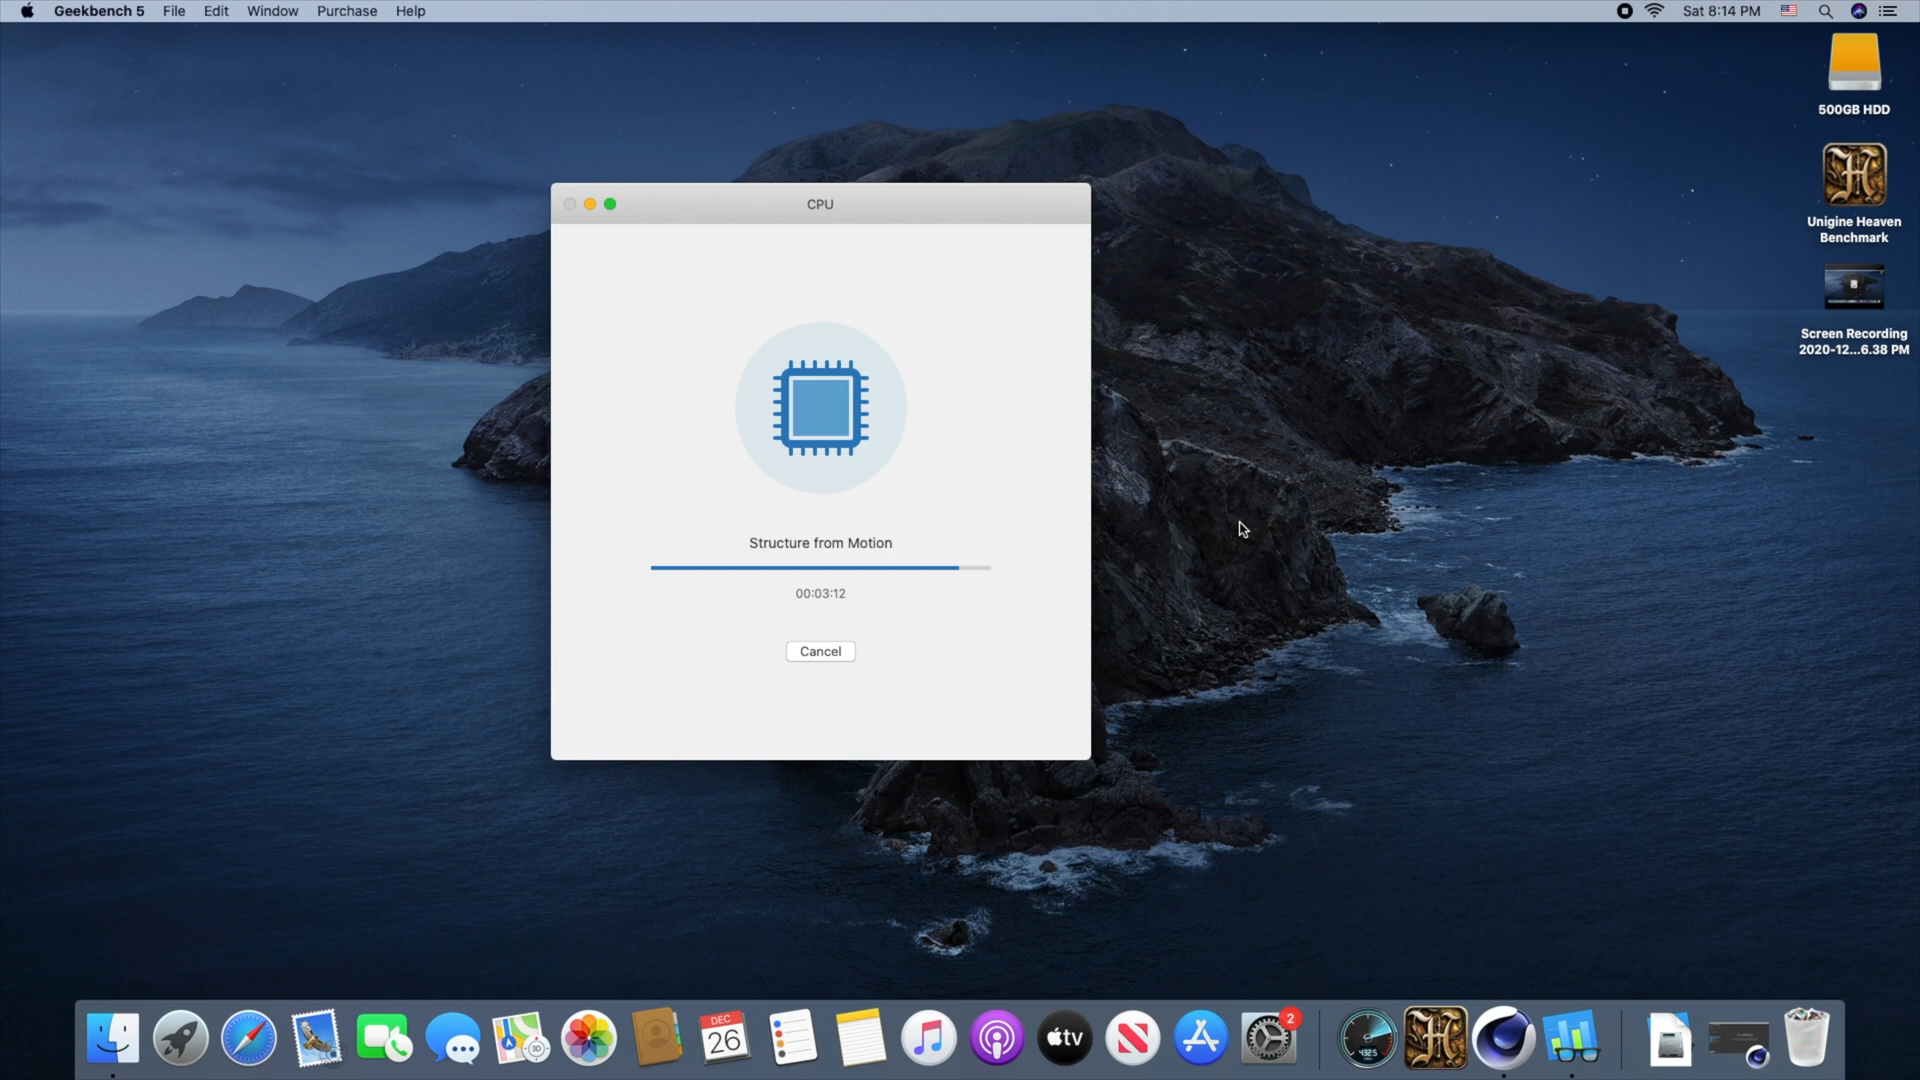 Geekbench 5 File Edit Window Purchase Help Sat 8:14 PM
500GB HDD
Unigine Heaven
Benchmark
Screen Recording
2020-12...6.38 PM
CPU
Structure from Motion
00:03:12
Cancel
DEC
26
3D
tv
2